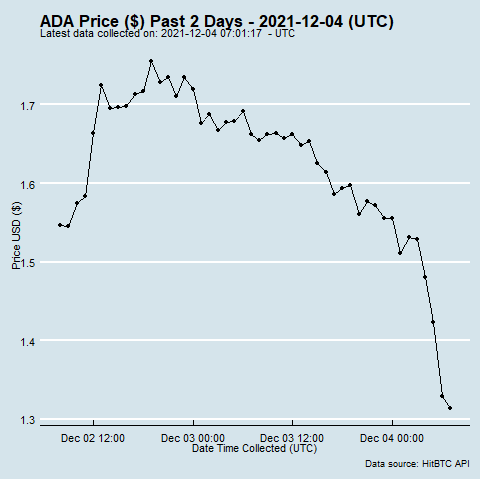 ADA Price ($) Past 2 Days - 2021-12-04 (UTC)
Latest data collected on: 2021-12-04 07:01:17 - UTC
1.7
1.6
1.5
1.4
1.3
Price USD ($)
Dec 02 12:00 Dec 03 00:00 Dec 03 12:00 Dec 04 00:00
Date Time Collected (UTC)
Data source: HitBTC API